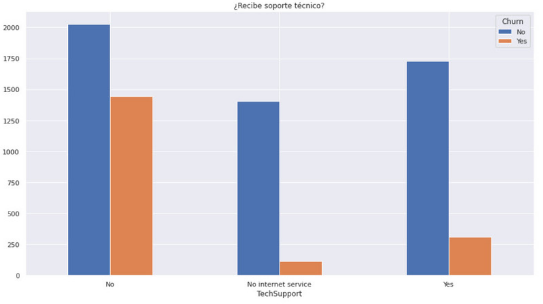 ¿Recibe soporte técnico?
Churn
No
Yes
2000
1750
1500
1250
1000
750
500
250
0
No
No internet service
Yes
TechSupport